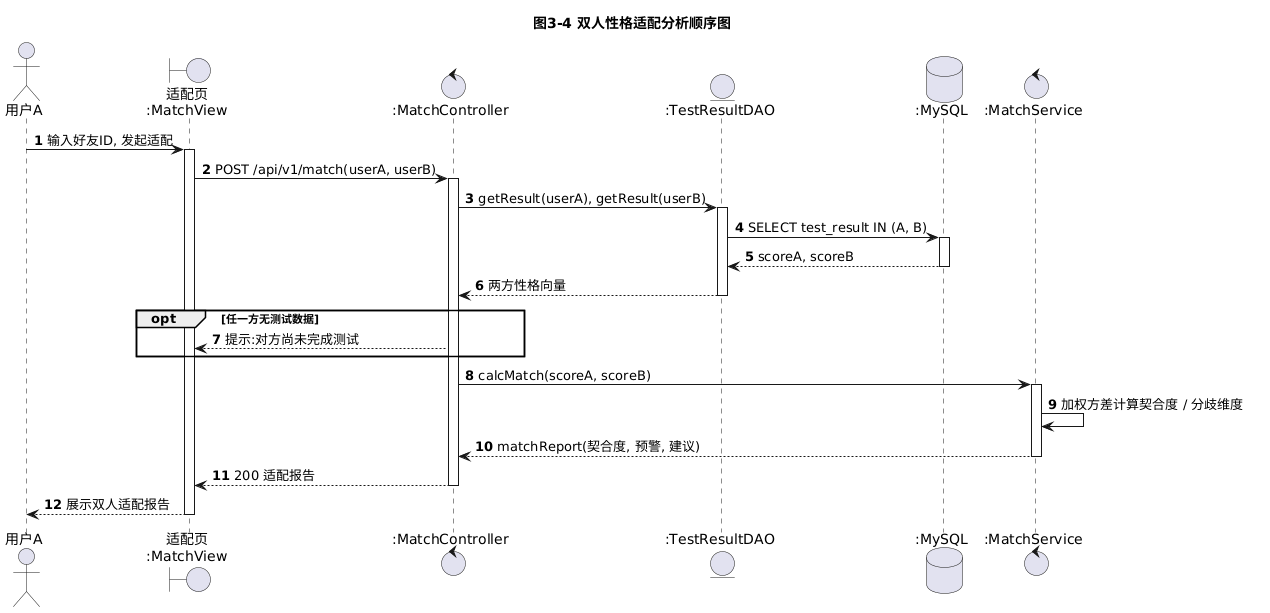 图3-4 双人性格适配分析顺序图
用户A
适配页
:MatchView
:MatchController
:TestResultDAO
:MySQL
:MatchService
1 输入好友ID, 发起适配
2 POST /api/v1/match(userA, userB)
3 getResult(userA), getResult(userB)
4 SELECT test_result IN (A, B)
5 scoreA, scoreB
6 两方性格向量
opt [任一方无测试数据]
7 提示:对方尚未完成测试
8 calcMatch(scoreA, scoreB)
9 加权方差计算契合度 / 分歧维度
10 matchReport(契合度, 预警, 建议)
11 200 适配报告
12 展示双人适配报告
用户A
适配页
:MatchView
:MatchController
:TestResultDAO
:MySQL
:MatchService